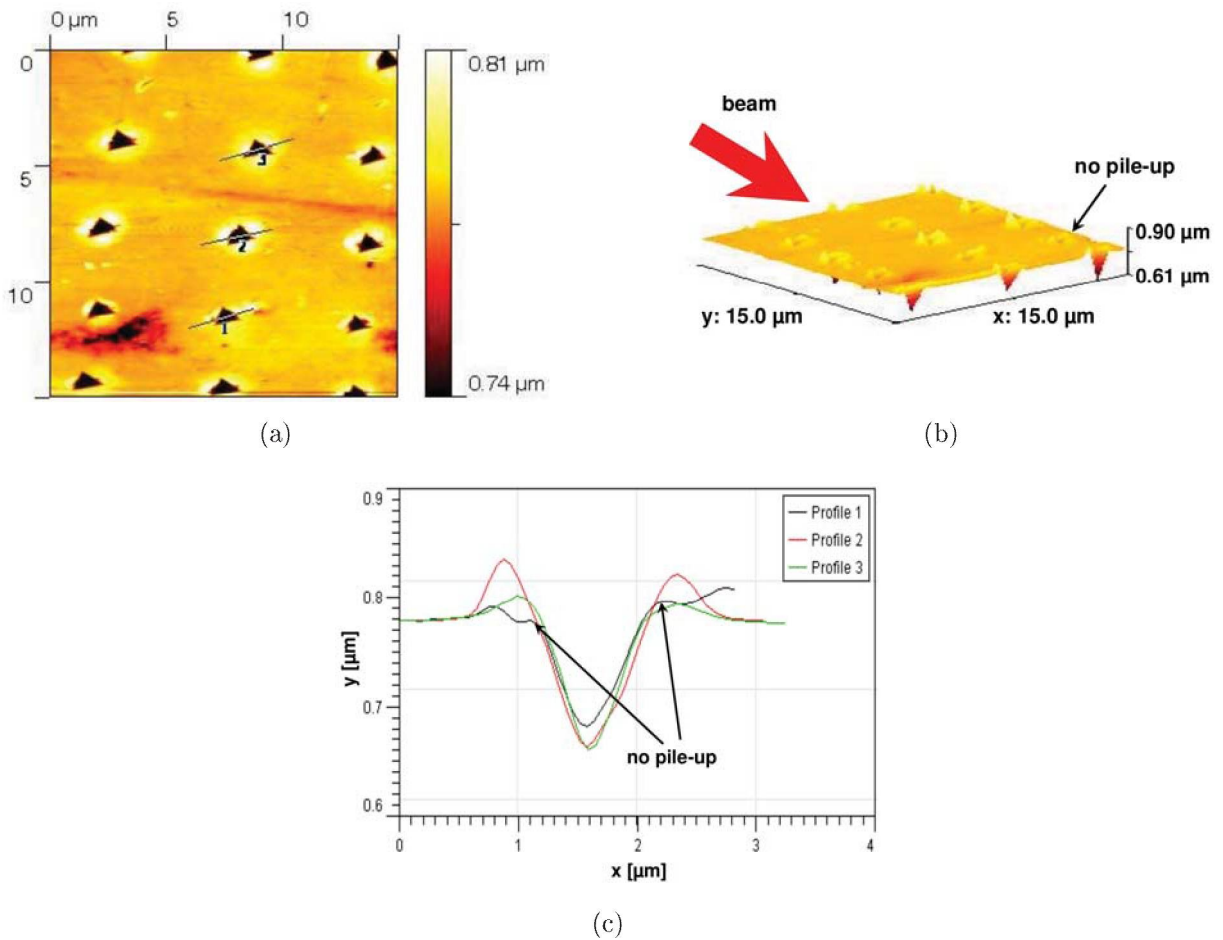 0 µm 5 10
0
5
10
3
2
1
0.81 µm
0.74 µm
(a)
beam
no pile-up
0.90 µm
0.61 µm
y: 15.0 µm
x: 15.0 µm
(b)
0.9
0.8
0.7
0.6
y [µm]
Profile 1
Profile 2
Profile 3
no pile-up
0 1 2 3 4
x [µm]
(c)